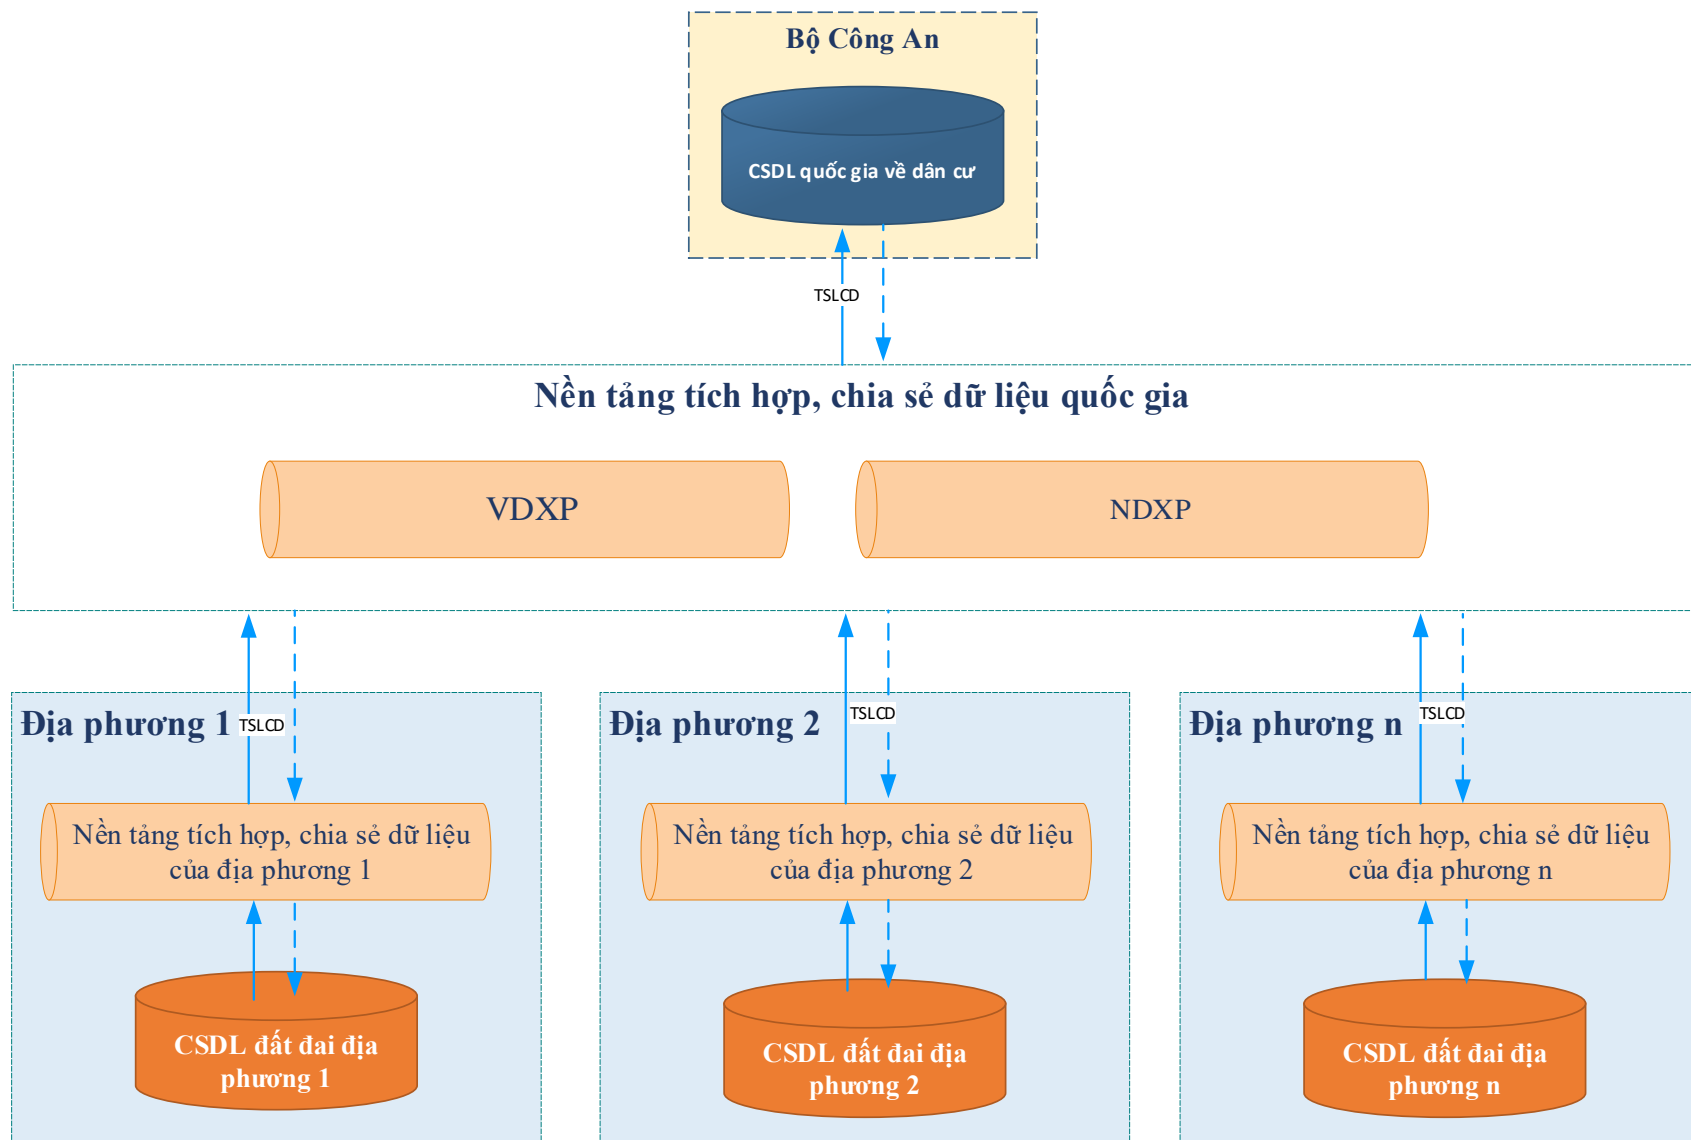 Bộ Công An
CSDL quốc gia về dân cư
TSLCD
Nền tảng tích hợp, chia sẻ dữ liệu quốc gia
VDXP
NDXP
Địa phương 1
TSLCD
Nền tảng tích hợp, chia sẻ dữ liệu
của địa phương 1
CSDL đất đai địa
phương 1
Địa phương 2
TSLCD
Nền tảng tích hợp, chia sẻ dữ liệu
của địa phương 2
CSDL đất đai địa
phương 2
Địa phương n
TSLCD
Nền tảng tích hợp, chia sẻ dữ liệu
của địa phương n
CSDL đất đai địa
phương n